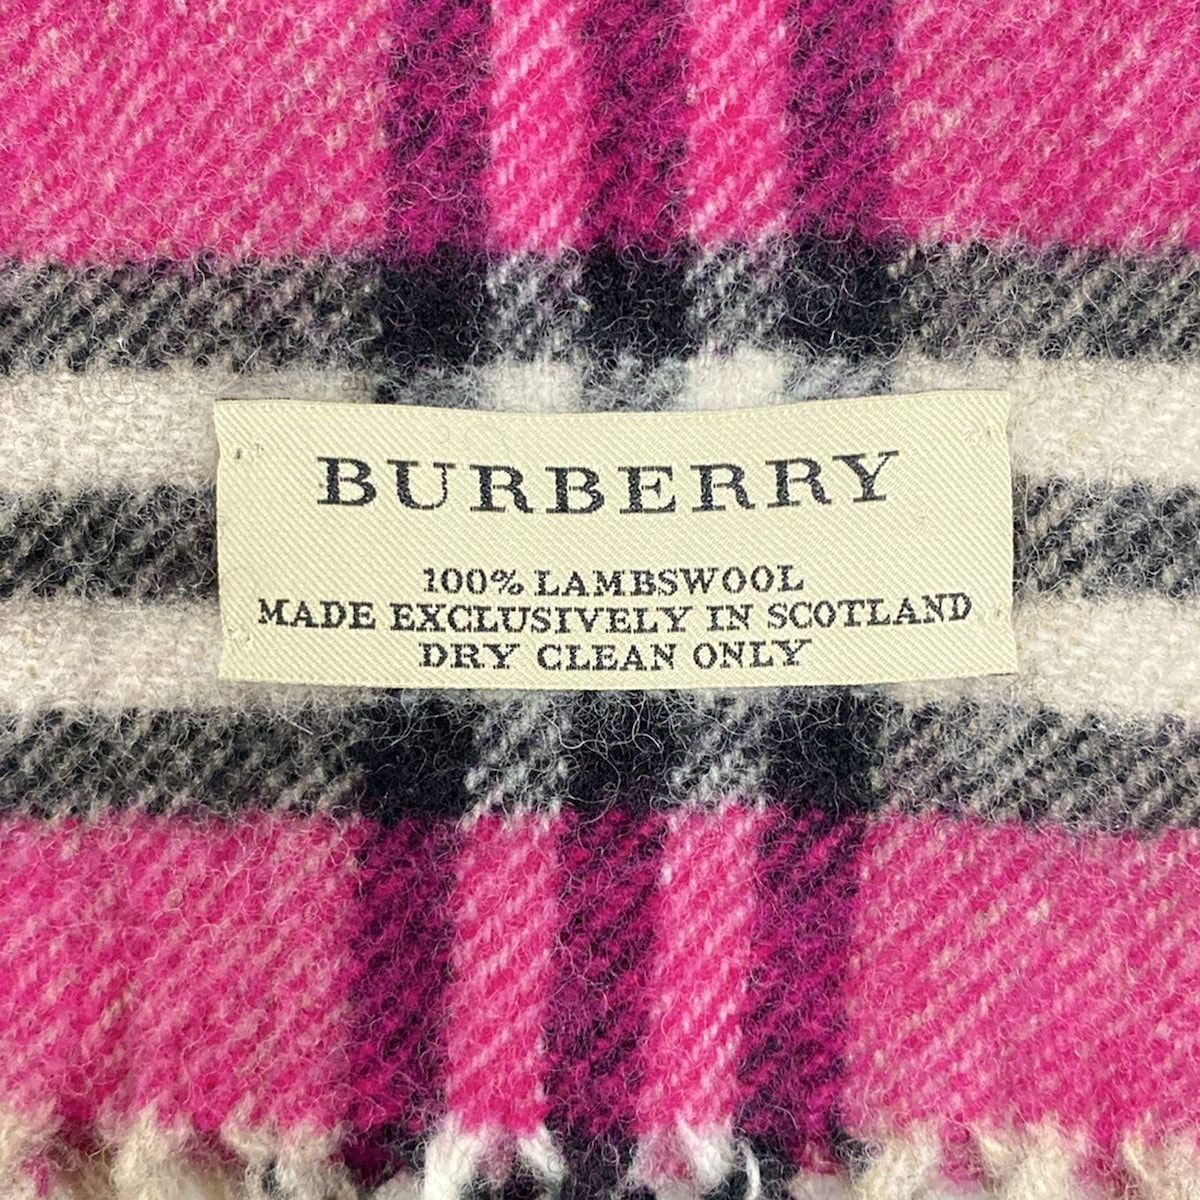 BURBERRY
100% LAMBSWOOL
MADE EXCLUSIVELY IN SCOTLAND
DRY CLEAN ONLY